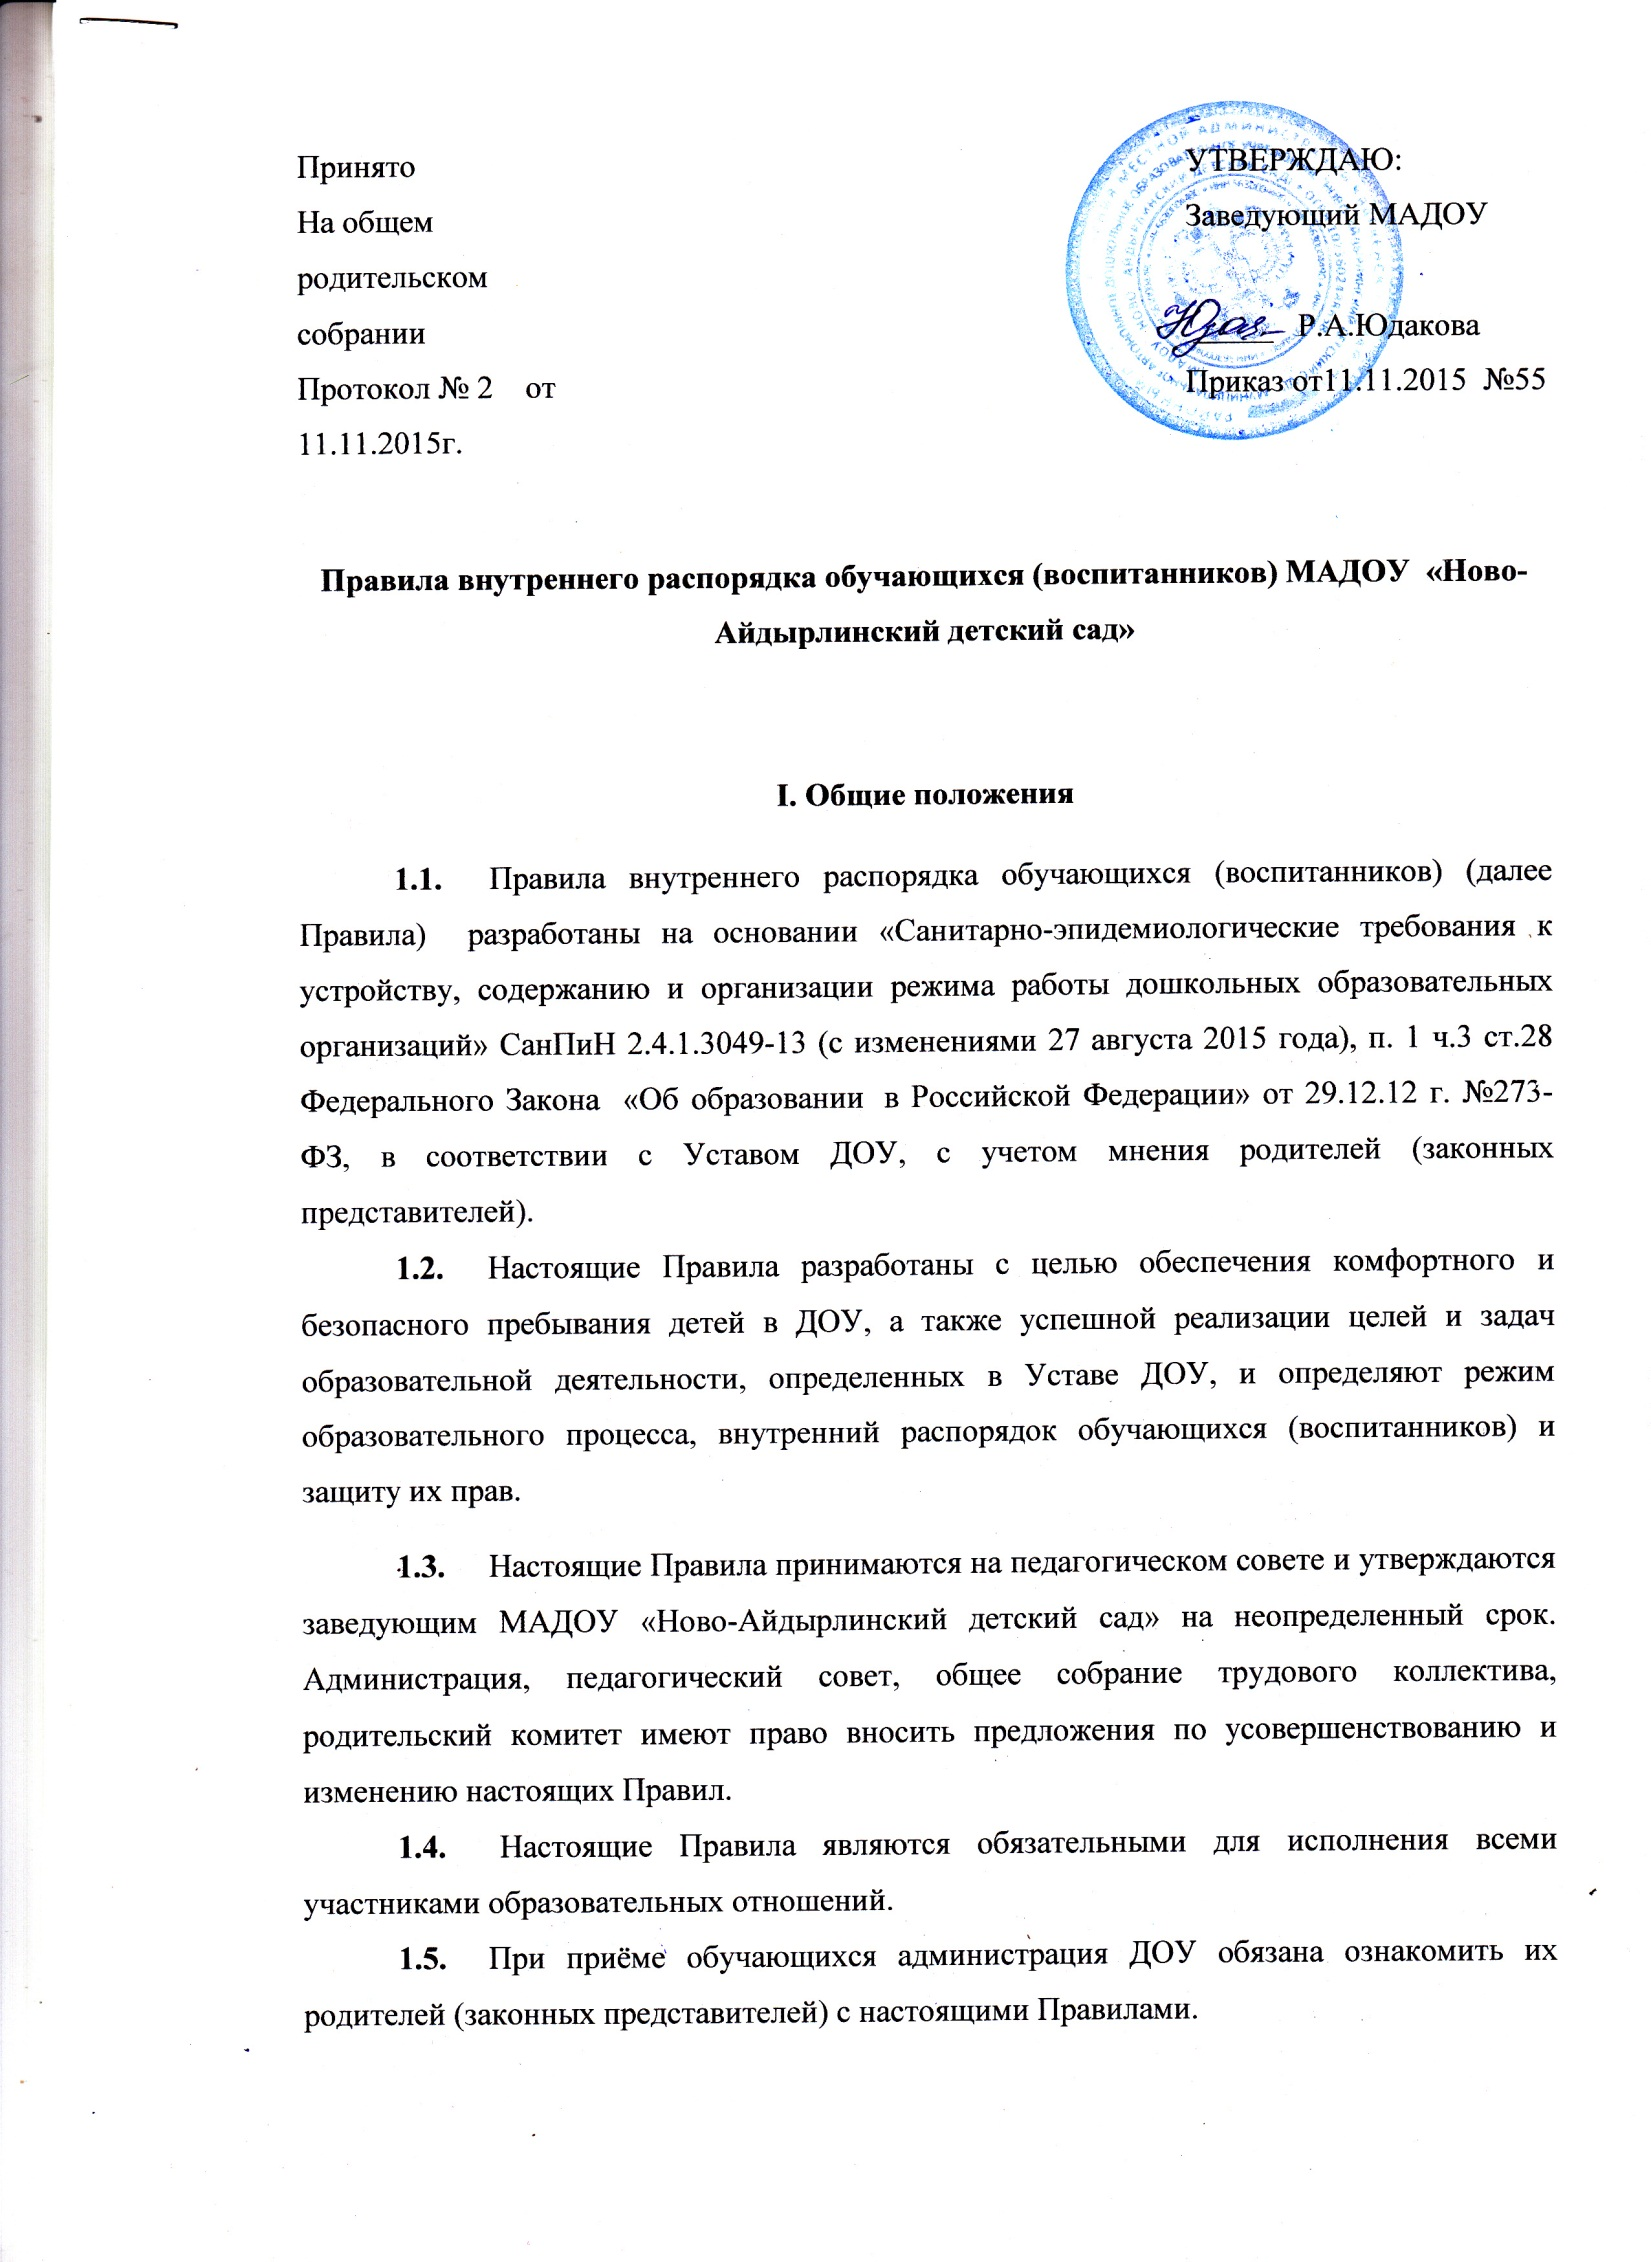 Принято
На общем
родительском
собрании
Протокол № 2 от
11.11.2015г.
УТВЕРЖДАЮ:
Заведующий МАДОУ
Р.А.Юдакова
Приказ от11.11.2015 №55
Правила внутреннего распорядка обучающихся (воспитанников) МАДОУ «Ново-
Айдырлинский детский сад»
I. Общие положения
1.1. Правила внутреннего распорядка обучающихся (воспитанников) (далее
Правила) разработаны на основании «Санитарно-эпидемиологические требования к
устройству, содержанию и организации режима работы дошкольных образовательных
организаций» СанПиН 2.4.1.3049-13 (с изменениями 27 августа 2015 года), п. 1 ч.3 ст.28
Федерального Закона «Об образовании в Российской Федерации» от 29.12.12 г. №273-
ФЗ, в соответствии с Уставом ДОУ, с учетом мнения родителей (законных
представителей).
1.2. Настоящие Правила разработаны с целью обеспечения комфортного и
безопасного пребывания детей в ДОУ, а также успешной реализации целей и задач
образовательной деятельности, определенных в Уставе ДОУ, и определяют режим
образовательного процесса, внутренний распорядок обучающихся (воспитанников) и
защиту их прав.
1.3. Настоящие Правила принимаются на педагогическом совете и утверждаются
заведующим МАДОУ «Ново-Айдырлинский детский сад» на неопределенный срок.
Администрация, педагогический совет, общее собрание трудового коллектива,
родительский комитет имеют право вносить предложения по усовершенствованию и
изменению настоящих Правил.
1.4. Настоящие Правила являются обязательными для исполнения всеми
участниками образовательных отношений.
1.5. При приёме обучающихся администрация ДОУ обязана ознакомить их
родителей (законных представителей) с настоящими Правилами.